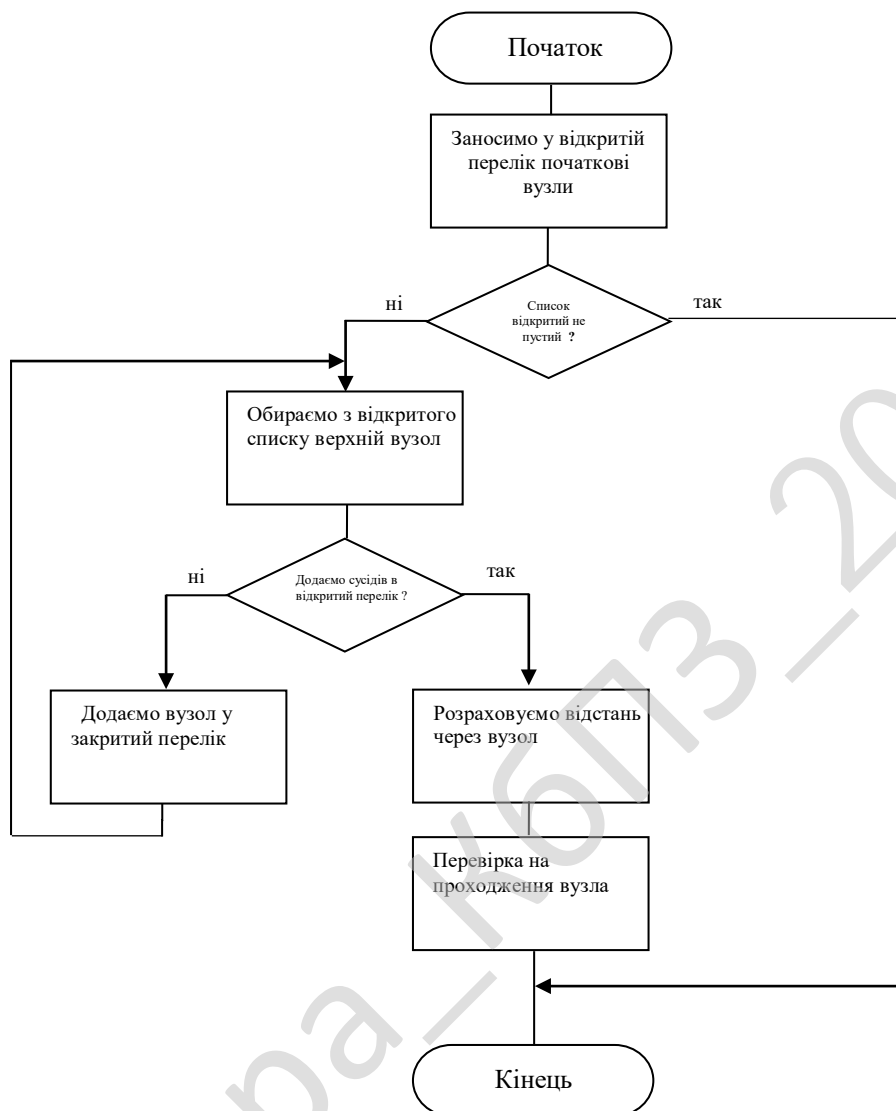 Початок
Заносимо у відкритій
перелік початкові
вузли
ні
так
Список
відкритий не
пустий ?
Обираємо з відкритого
списку верхній вузол
ні
так
Додаємо сусідів в
відкритий перелік ?
Додаємо вузол у
закритий перелік
Розраховуємо відстань
через вузол
Перевірка на
проходження вузла
Кінець
ра_КбПЗ_20